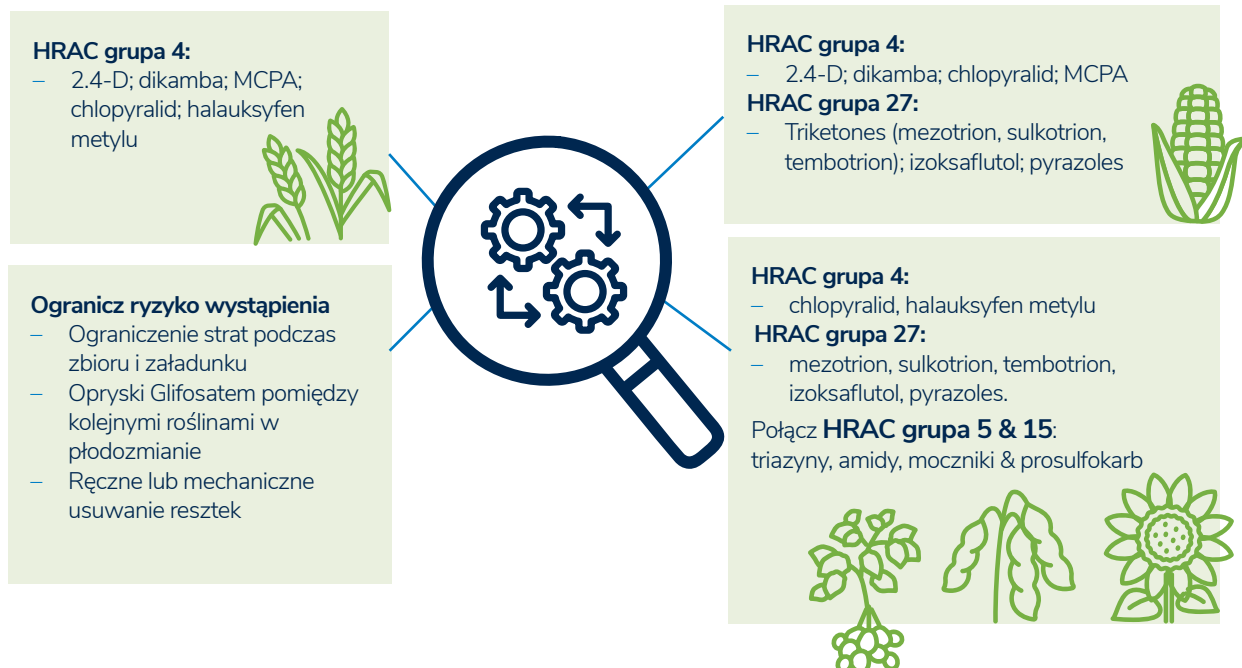 HRAC grupa 4:
– 2.4-D; dikamba; MCPA;
chlopyralid; halauksyfen
metylu
Ogranicz ryzyko wystąpienia
– Ograniczenie strat podczas
zbioru i załadunku
– Opryski Glifosatem pomiędzy
kolejnymi roślinami w
płodozmianie
– Ręczne lub mechaniczne
usuwanie resztek
HRAC grupa 4:
– 2.4-D; dikamba; chlopyralid; MCPA
HRAC grupa 27:
– Triketones (mezotrion, sulkotrion,
tembotrion); izoksaflutol; pyrazoles
HRAC grupa 4:
– chlopyralid, halauksyfen metylu
HRAC grupa 27:
– mezotrion, sulkotrion, tembotrion,
izoksaflutol, pyrazoles.
Połącz HRAC grupa 5 & 15:
triazyny, amidy, moczniki & prosulfokarb